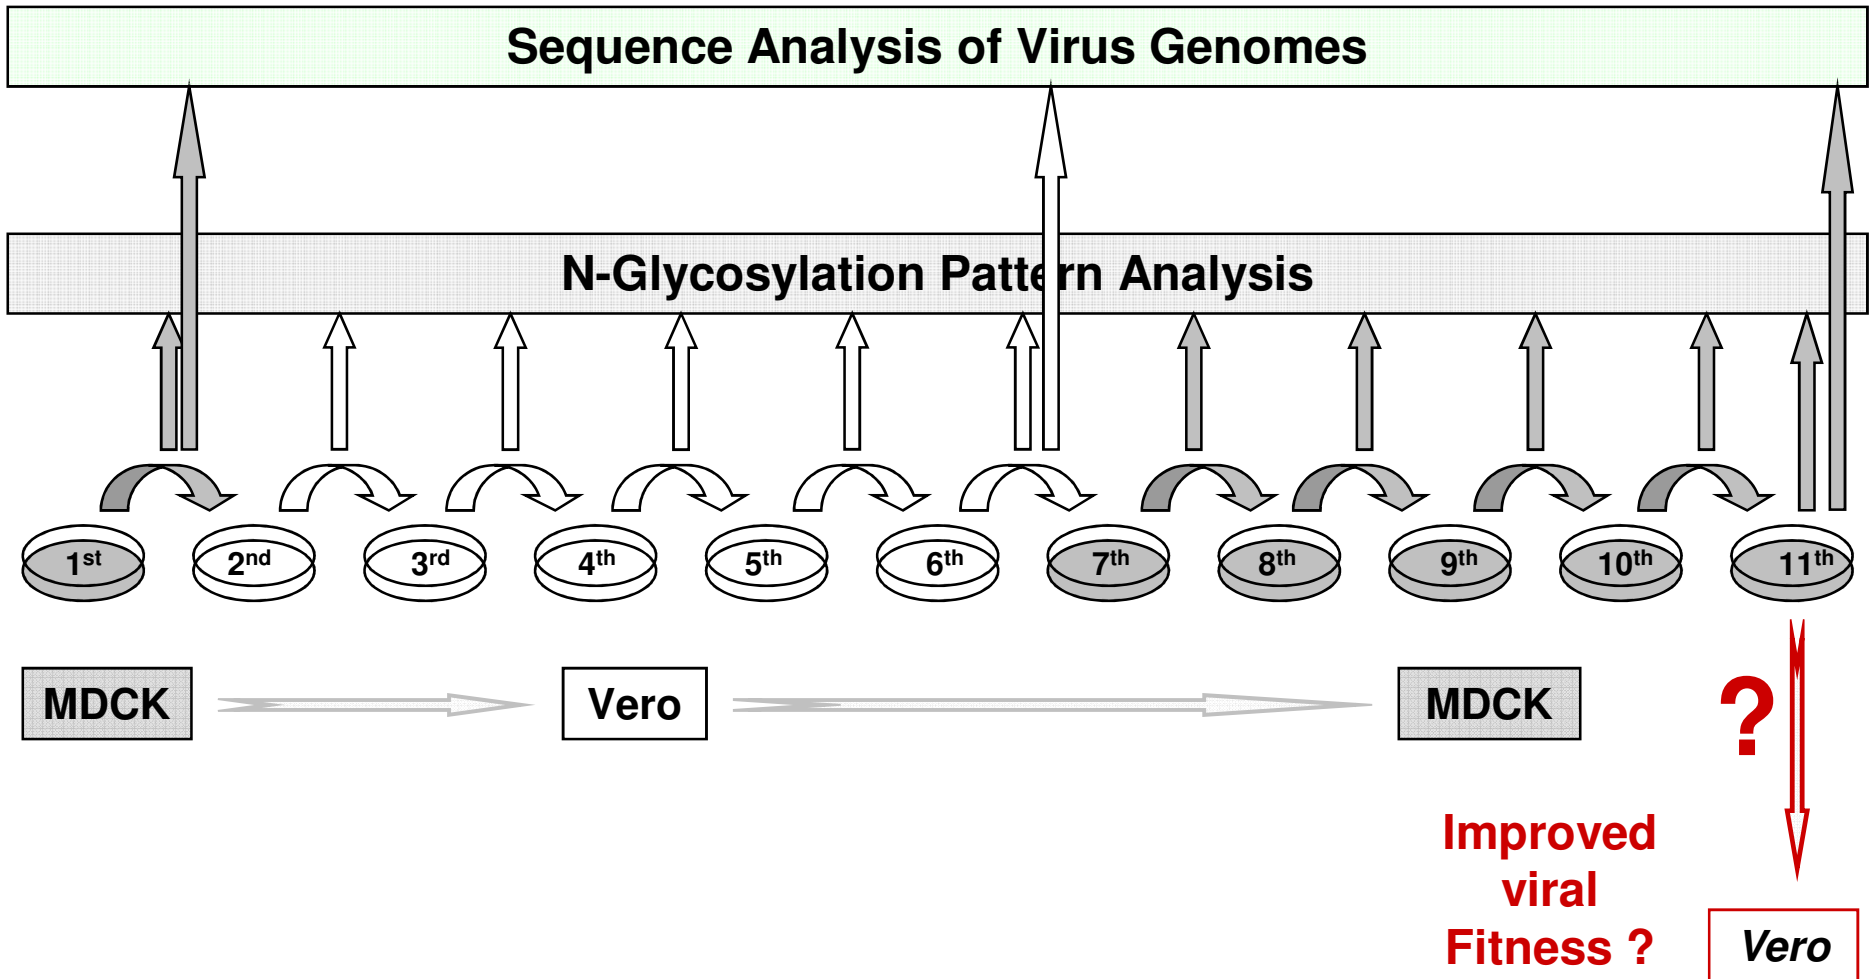 Sequence Analysis of Virus Genomes
N-Glycosylation Pattern Analysis
1st 2nd 3rd 4th 5th 6th 7th 8th 9th 10th 11th
MDCK Vero MDCK ?
Improved
viral
Fitness ? Vero